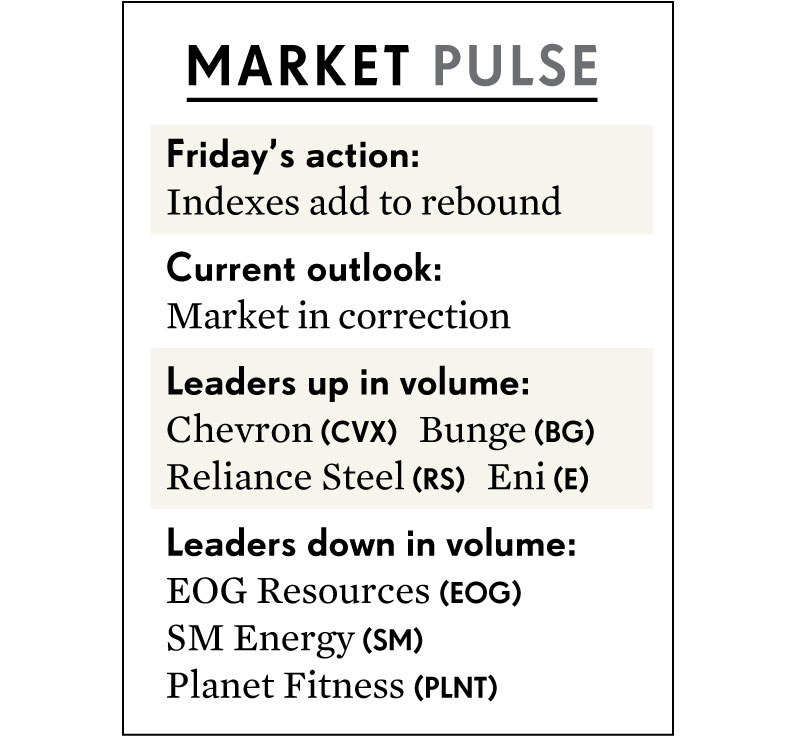 MARKET PULSE
Friday’s action:
Indexes add to rebound
Current outlook:
Market in correction
Leaders up in volume:
Chevron (CVX) Bunge (BG)
Reliance Steel (RS) Eni (E)
Leaders down in volume:
EOG Resources (EOG)
SM Energy (SM)
Planet Fitness (PLNT)